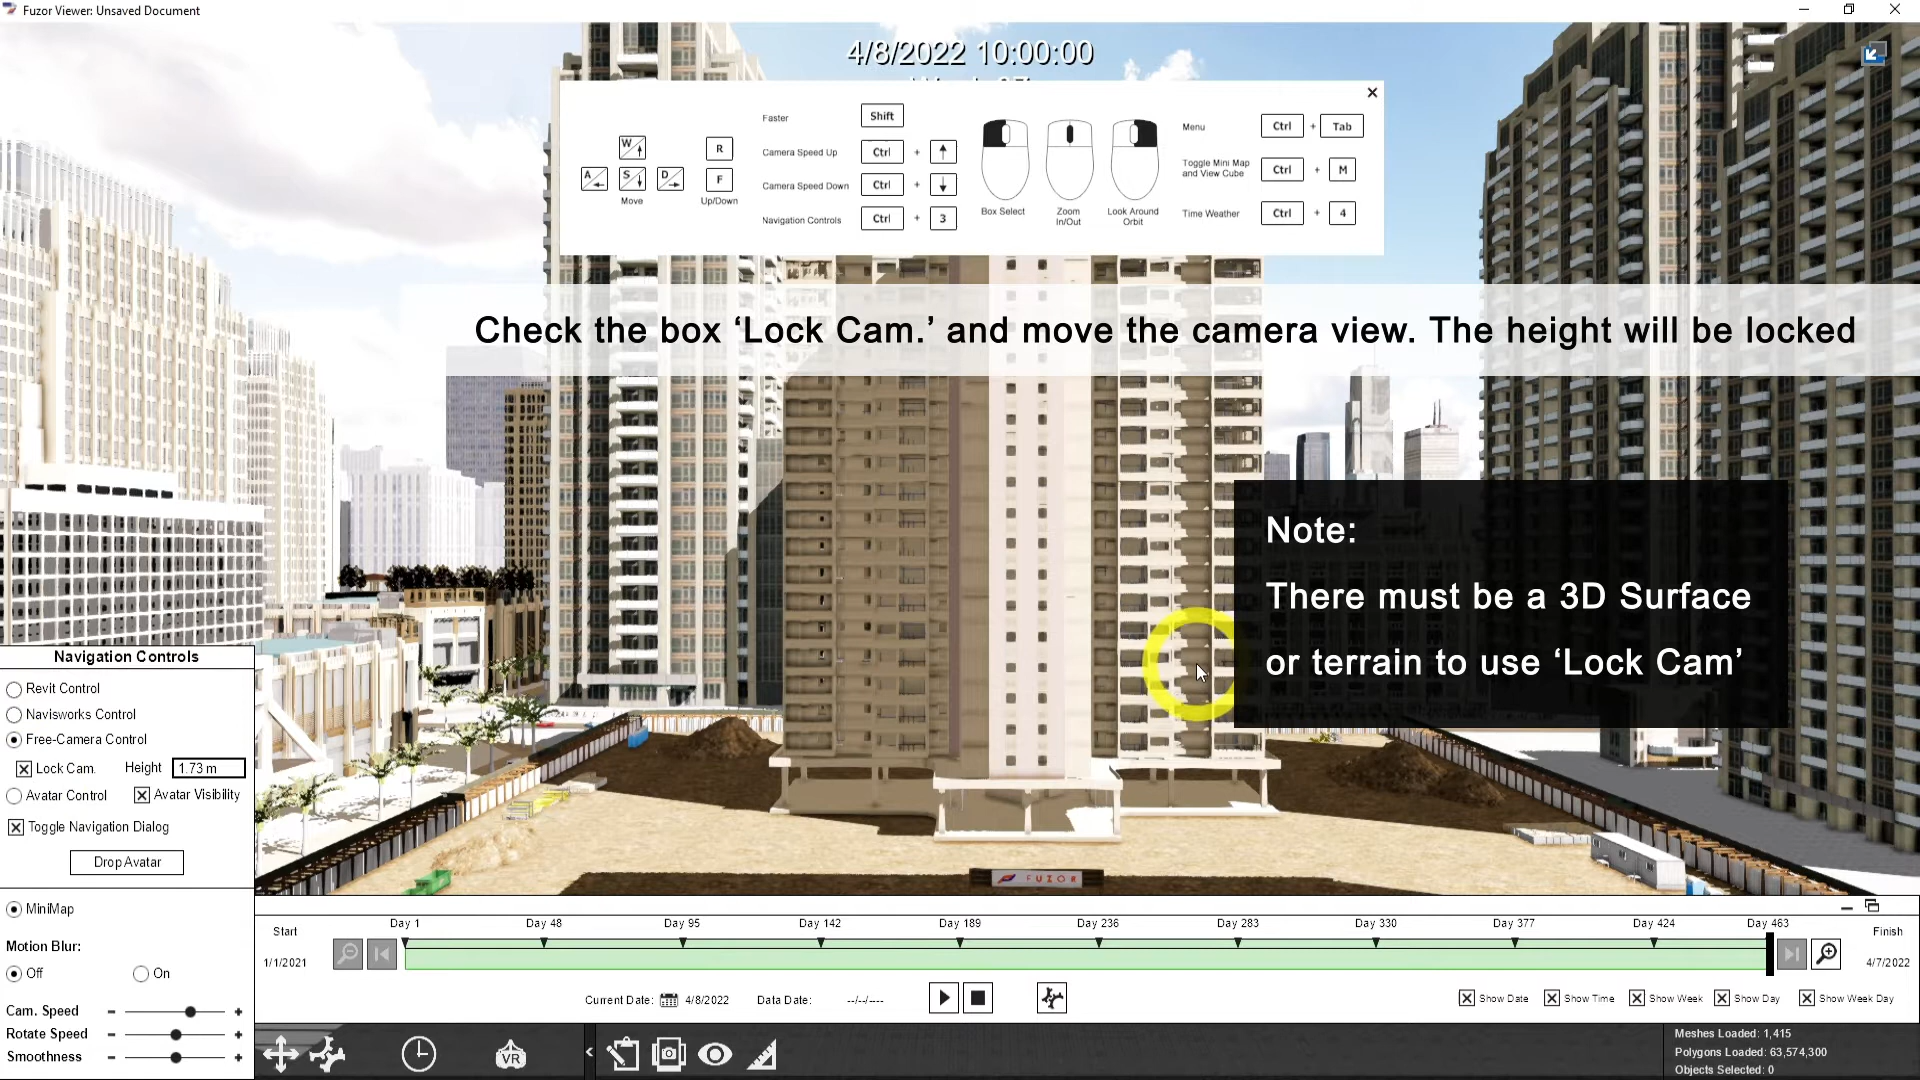 Fuzor Viewer: Unsaved Document
4/8/2022 10:00:00
Faster Shift
Camera Speed Up Ctrl + ↑
Camera Speed Down Ctrl + ↓
Navigation Controls Ctrl + 3
W
A S D
Move
R
F
Up/Down
Box Select
Zoom
In/Out
Look Around
Orbit
Menu Ctrl + Tab
Toggle Mini Map
and View Cube Ctrl + M
Time Weather Ctrl + 4
Check the box ‘Lock Cam.’ and move the camera view. The height will be locked
Note:
There must be a 3D Surface
or terrain to use ‘Lock Cam’
Navigation Controls
Revit Control
Navisworks Control
Free-Camera Control
Lock Cam. Height 1.73 m
Avatar Control Avatar Visibility
Toggle Navigation Dialog
Drop Avatar
MiniMap
Motion Blur:
Off On
Cam. Speed - +
Rotate Speed - +
Smoothness - +
FUZOR
Day 1 Day 48 Day 95 Day 142 Day 189 Day 236 Day 283 Day 330 Day 377 Day 424 Day 463
Start
1/1/2021
Finish
4/7/2022
Current Date: 4/8/2022 Data Date: --/--/----
Show Date Show Time Show Week Show Day Show Week Day
VR
Meshes Loaded: 1,415
Polygons Loaded: 63,574,300
Objects Selected: 0